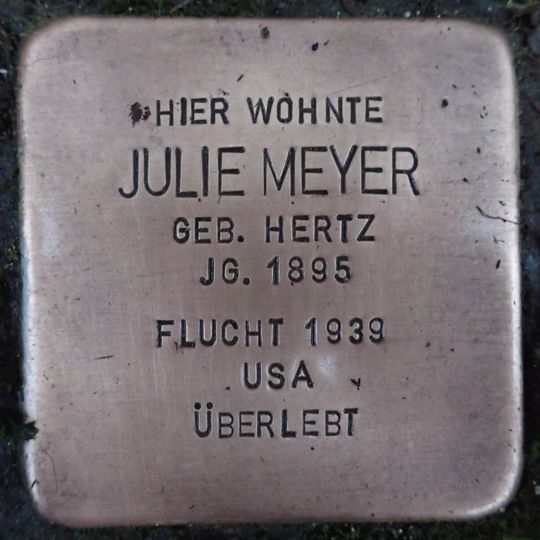 HIER WOHNTE
JULIE MEYER
GEB. HERTZ
JG. 1895
FLUCHT 1939
USA
ÜBERLEBT